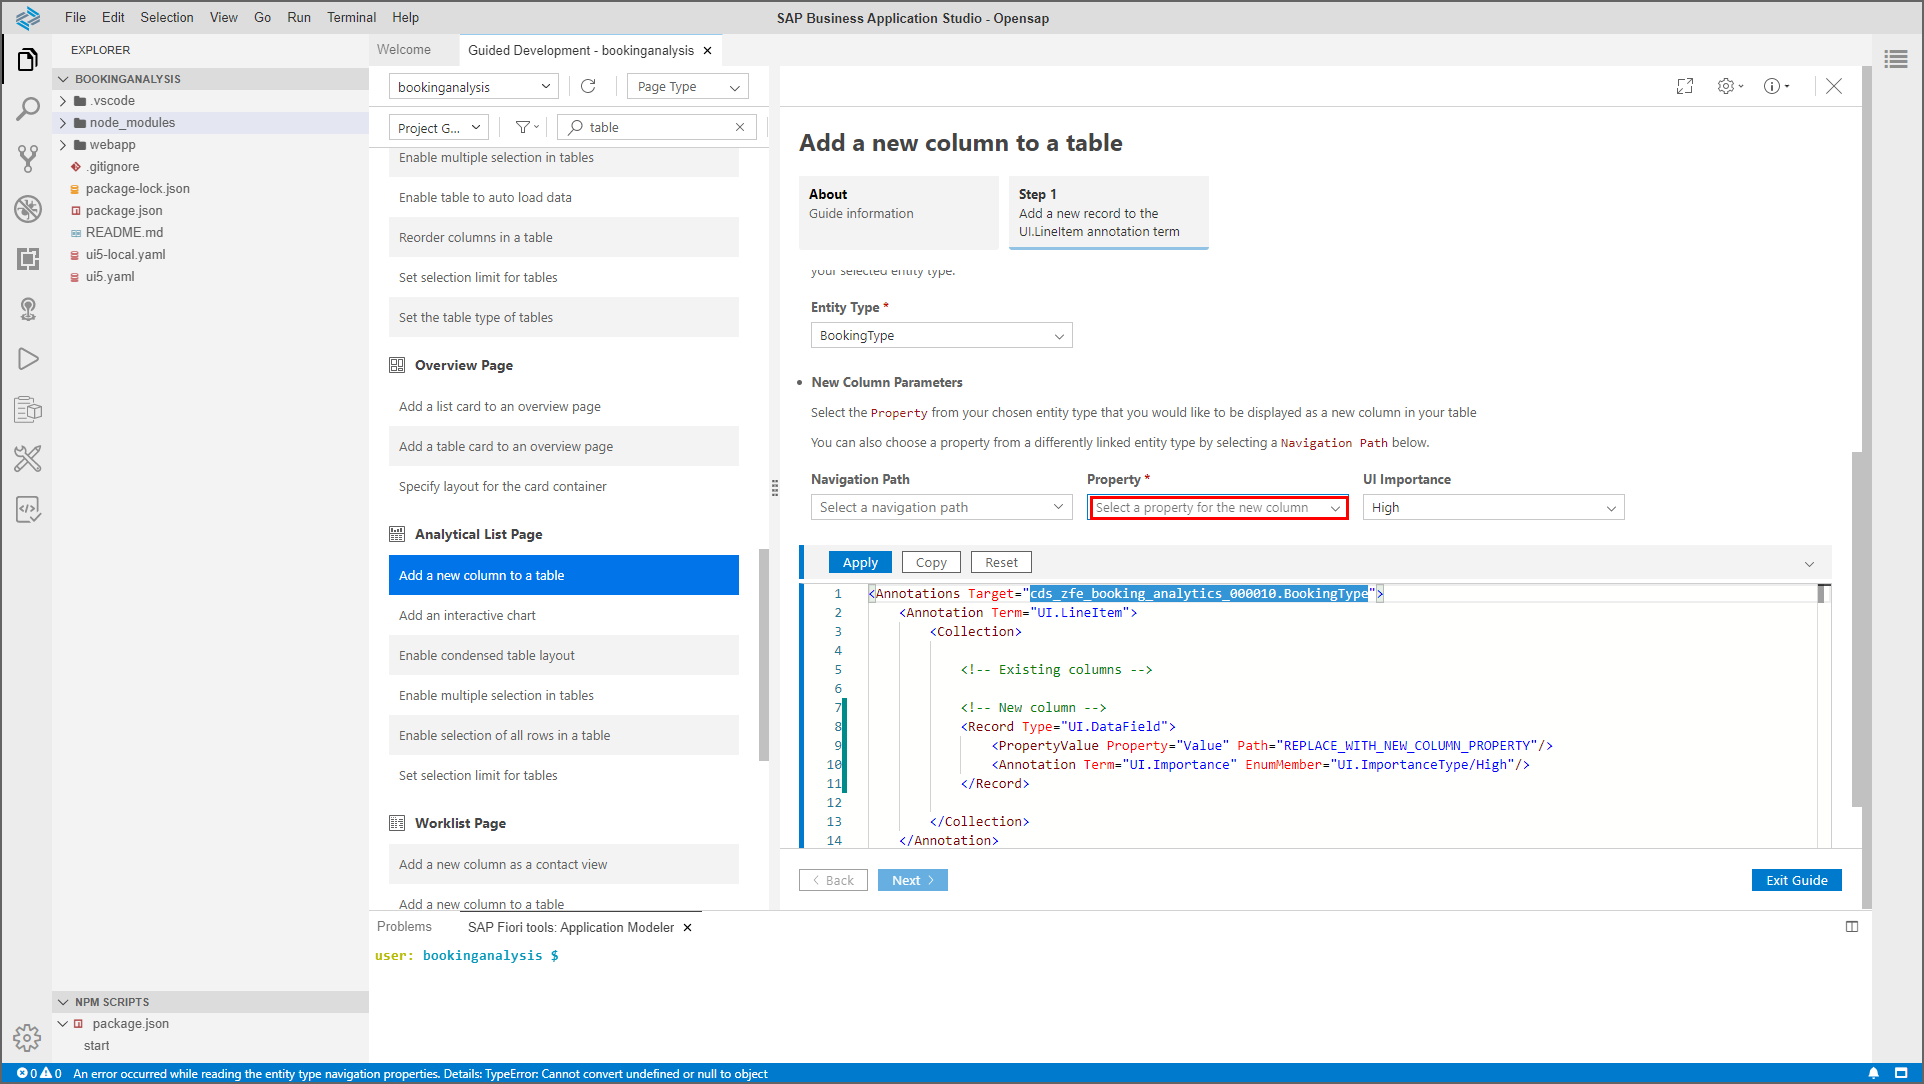 File Edit Selection View Go Run Terminal Help
SAP Business Application Studio - Opensap
EXPLORER
BOOKINGANALYSIS
.vscode
node_modules
webapp
.gitignore
package-lock.json
package.json
README.md
ui5-local.yaml
ui5.yaml
NPM SCRIPTS
package.json
start
Welcome
Guided Development - bookinganalysis
bookinganalysis
Page Type
Project G...
table
Enable multiple selection in tables
Enable table to auto load data
Reorder columns in a table
Set selection limit for tables
Set the table type of tables
Overview Page
Add a list card to an overview page
Add a table card to an overview page
Specify layout for the card container
Analytical List Page
Add a new column to a table
Add an interactive chart
Enable condensed table layout
Enable multiple selection in tables
Enable selection of all rows in a table
Set selection limit for tables
Worklist Page
Add a new column as a contact view
Add a new column to a table
Add a new column to a table
About
Guide information
Step 1
Add a new record to the
UI.LineItem annotation term
your selected entity type.
Entity Type *
BookingType
• New Column Parameters
Select the Property from your chosen entity type that you would like to be displayed as a new column in your table
You can also choose a property from a differently linked entity type by selecting a Navigation Path below.
Navigation Path
Select a navigation path
Property *
Select a property for the new column
UI Importance
High
Apply
Copy
Reset
1 <Annotations Target="cds_zfe_booking_analytics_000010.BookingType">
2 <Annotation Term="UI.LineItem">
3 <Collection>
4
5 <!-- Existing columns -->
6
7 <!-- New column -->
8 <Record Type="UI.DataField">
9 <PropertyValue Property="Value" Path="REPLACE_WITH_NEW_COLUMN_PROPERTY"/>
10 <Annotation Term="UI.Importance" EnumMember="UI.ImportanceType/High"/>
11 </Record>
12
13 </Collection>
14 </Annotation>
Back
Next
Exit Guide
Problems
SAP Fiori tools: Application Modeler
user: bookinganalysis $
0 0 An error occurred while reading the entity type navigation properties. Details: TypeError: Cannot convert undefined or null to object